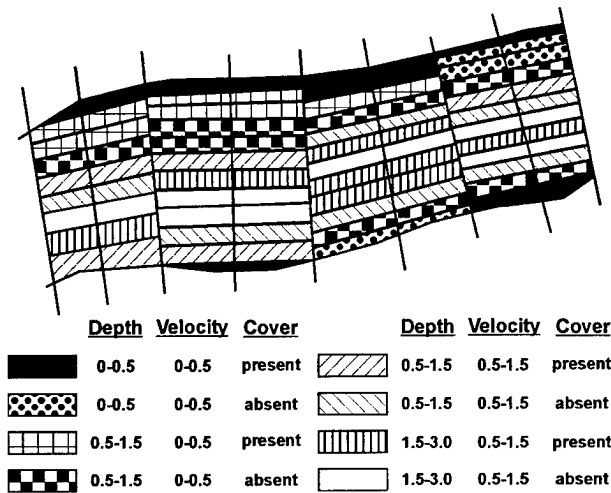 Depth Velocity Cover Depth Velocity Cover
0-0.5 0-0.5 present 0.5-1.5 0.5-1.5 present
0-0.5 0-0.5 absent 0.5-1.5 0.5-1.5 absent
0.5-1.5 0-0.5 present 1.5-3.0 0.5-1.5 present
0.5-1.5 0-0.5 absent 1.5-3.0 0.5-1.5 absent